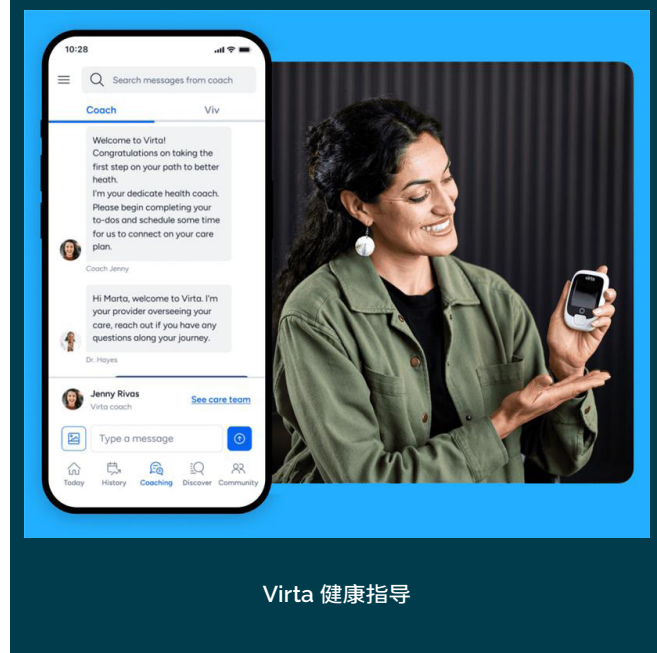 10:28
Search messages from coach
Coach
Viv
Welcome to Virta!
Congratulations on taking the
first step on your path to better
heath.
I'm your dedicate health coach.
Please begin completing your
to-dos and schedule some time
for us to connect on your care
plan.
Coach Jenny
Hi Marta, welcome to Virta. I'm
your provider overseeing your
care, reach out if you have any
questions along your journey.
Dr. Hayes
Jenny Rivas
Virta coach
See care team
Type a message
Today
History
Coaching
Discover
Community
virta
Virta 健康指导